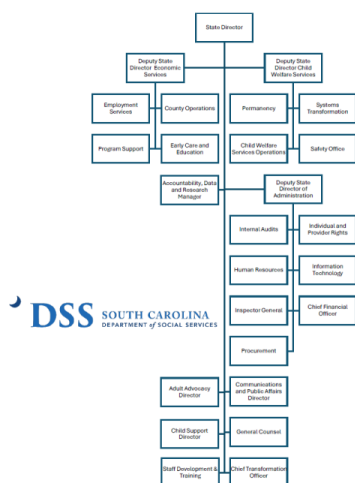 State Director
Deputy State
Director Economic
Services
Deputy State
Director Child
Welfare Services
Employment
Services
County Operations
Permanency
Systems
Transformation
Program Support
Early Care and
Education
Child Welfare
Services Operations
Safety Office
Accountability, Data
and Research
Manager
Deputy State
Director of
Administration
Internal Audits
Individual and
Provider Rights
Human Resources
Information
Technology
Inspector General
Chief Financial
Officer
Procurement
DSS
SOUTH CAROLINA
DEPARTMENT of SOCIAL SERVICES
Adult Advocacy
Director
Communications
and Public Affairs
Director
Child Support
Director
General Counsel
Staff Development &
Training
Chief Transformation
Officer